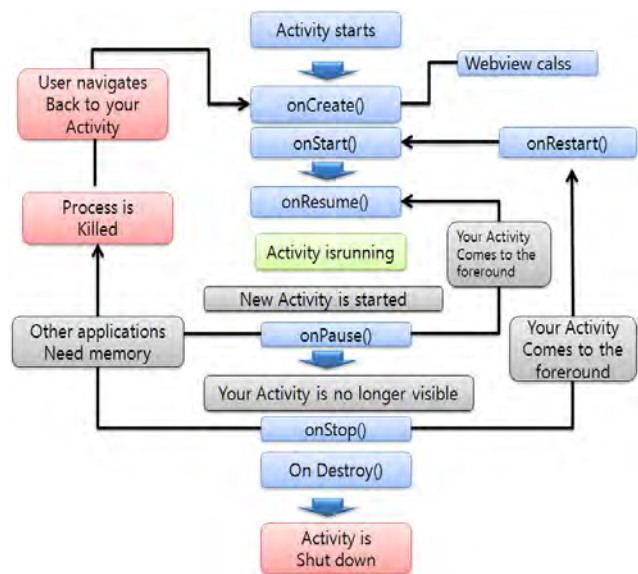 Activity starts
Webview calss
User navigates
Back to your
Activity
onCreate()
onStart()
onRestart()
onResume()
Process is
Killed
Your Activity
Comes to the
foreround
Activity isrunning
New Activity is started
Other applications
Need memory
onPause()
Your Activity
Comes to the
foreround
Your Activity is no longer visible
onStop()
On Destroy()
Activity is
Shut down